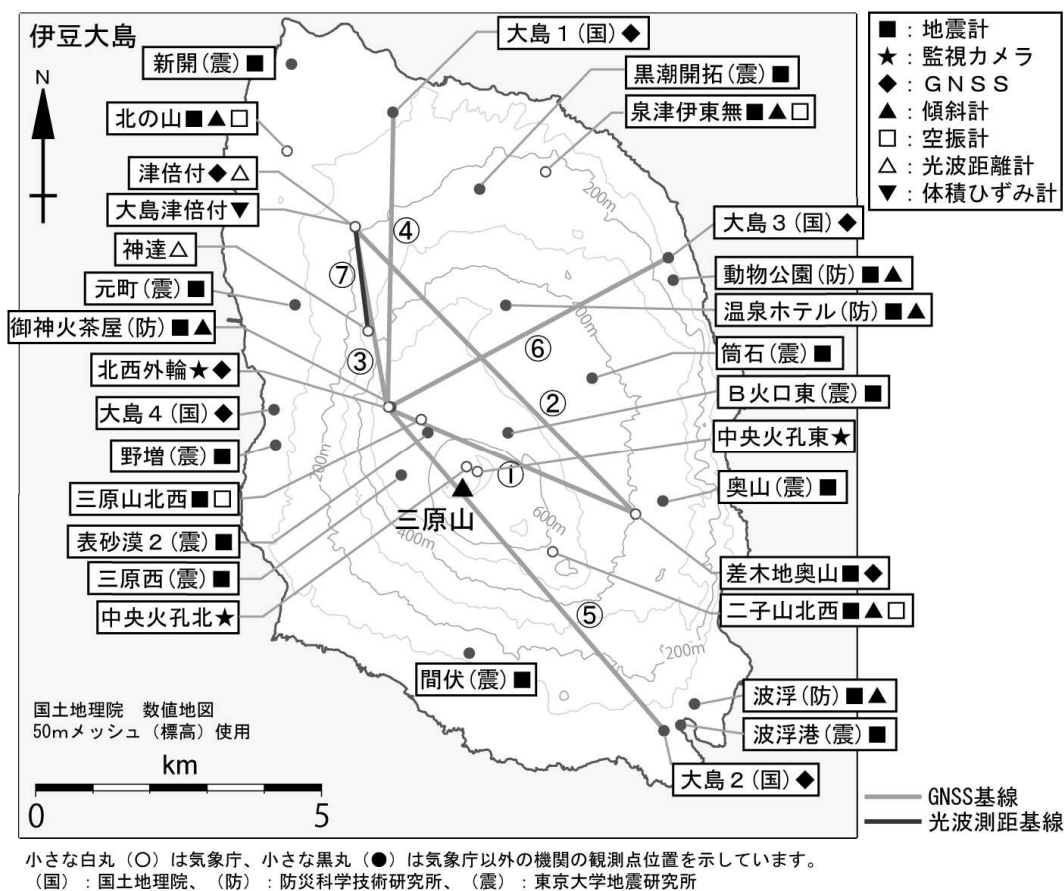 伊豆大島
N
新開(震)■
北の山■▲□
津倍付◆△
大島津倍付▼
神達△
元町(震)■
御神火茶屋(防)■▲
北西外輪★◆
大島4(国)◆
野増(震)■
三原山北西■□
表砂漠2(震)■
三原西(震)■
中央火孔北★
大島1(国)◆
黒潮開拓(震)■
泉津伊東無■▲□
大島3(国)◆
動物公園(防)■▲
温泉ホテル(防)■▲
筒石(震)■
B火口東(震)■
中央火孔東★
奥山(震)■
差木地奥山■◆
二子山北西■▲□
波浮(防)■▲
波浮港(震)■
大島2(国)◆
間伏(震)■
三原山
①
②
③
④
⑤
⑥
⑦
200m
200m
200m
200m
400m
600m
■:地震計
★:監視カメラ
◆:GNSS
▲:傾斜計
□:空振計
△:光波距離計
▼:体積ひずみ計
国土地理院 数値地図
50mメッシュ(標高)使用
km
0 5
GNSS基線
光波測距基線
小さな白丸(○)は気象庁、小さな黒丸(●)は気象庁以外の機関の観測点位置を示しています。
(国):国土地理院、(防):防災科学技術研究所、(震):東京大学地震研究所